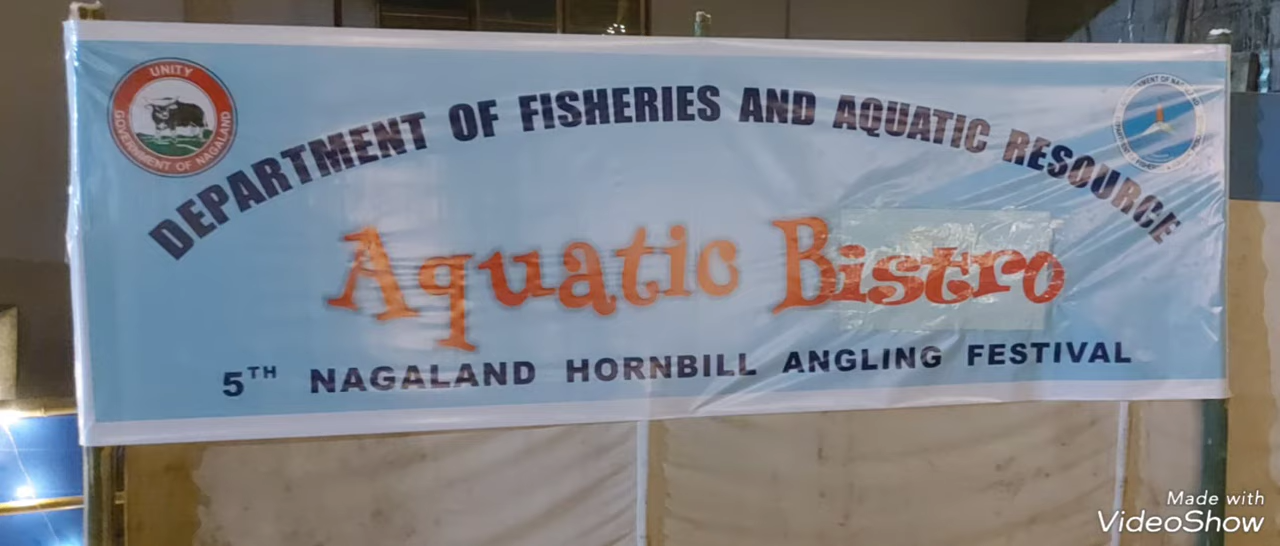 UNITY
GOVERNMENT OF NAGALAND
DEPARTMENT OF FISHERIES AND AQUATIC RESOURCE
Aquatic Bistro
5TH NAGALAND HORNBILL ANGLING FESTIVAL
Made with
VideoShow